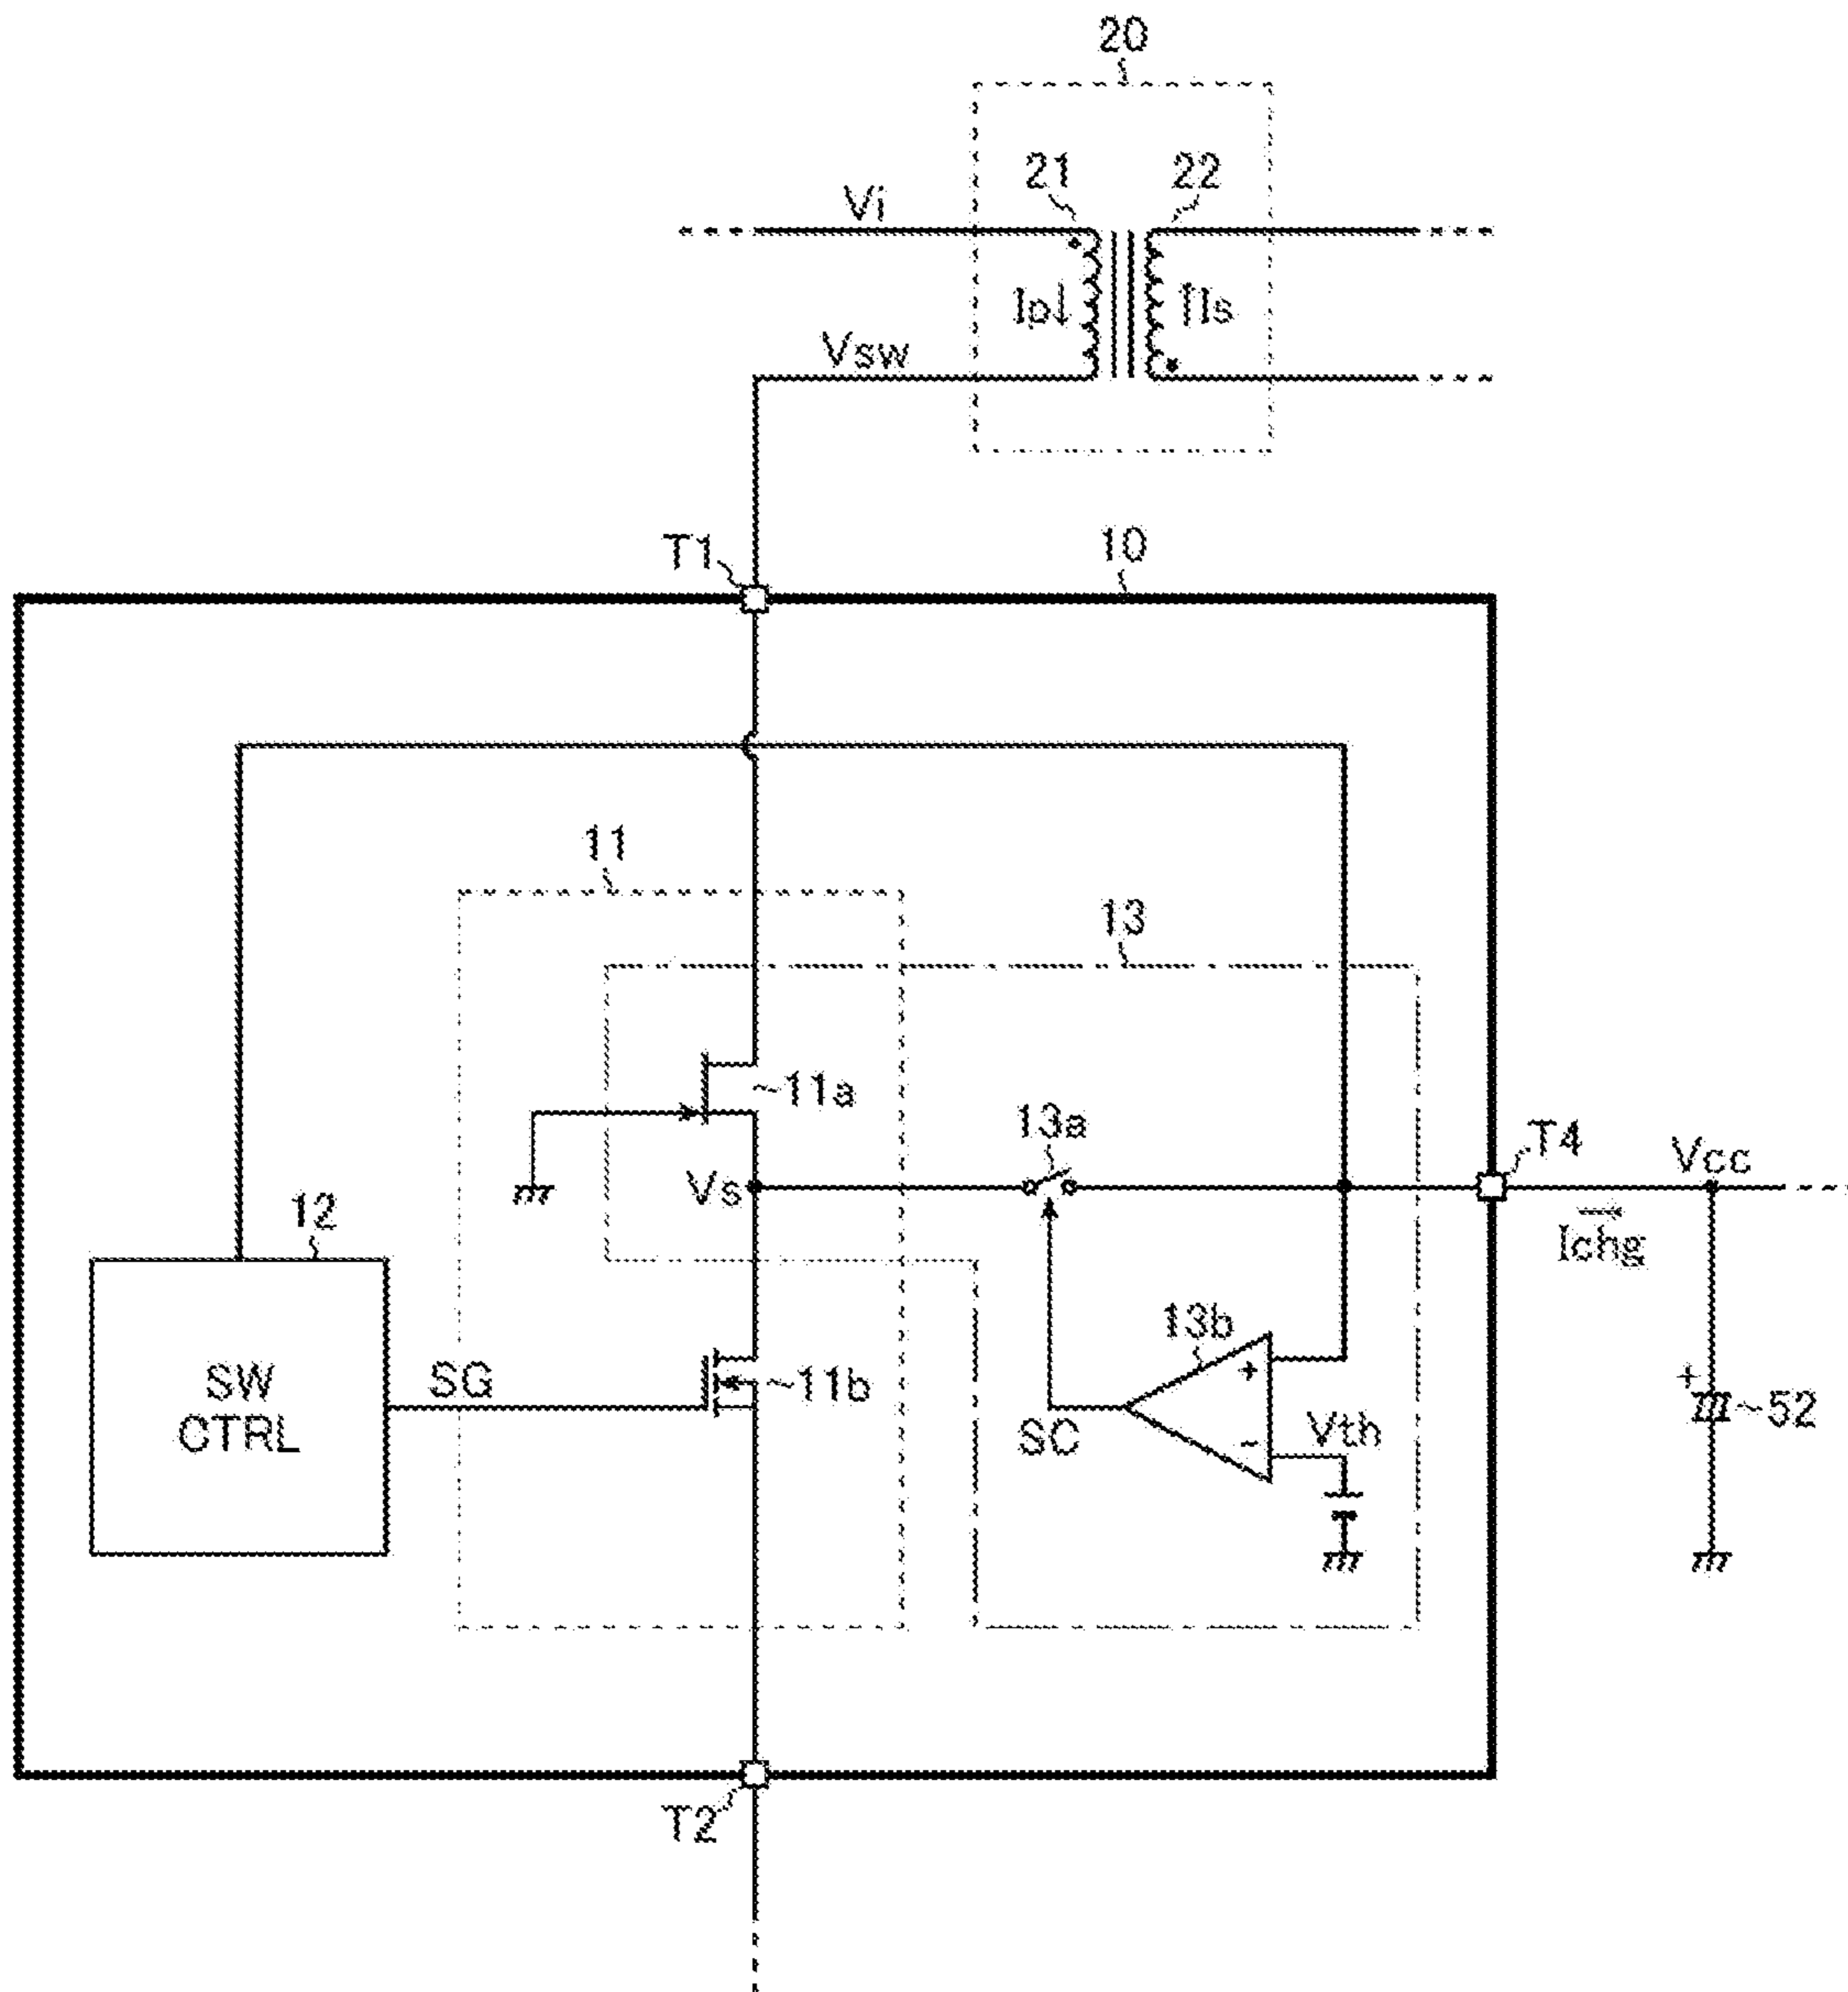 20
21
22
Vi
Ip↓
↑Is
Vsw
T1
10
11
13
~11a
13a
T4
Vcc
Vs
12
Ichg
13b
+
SW
CTRL
SG
~11b
SC
-
Vth
+
~52
T2